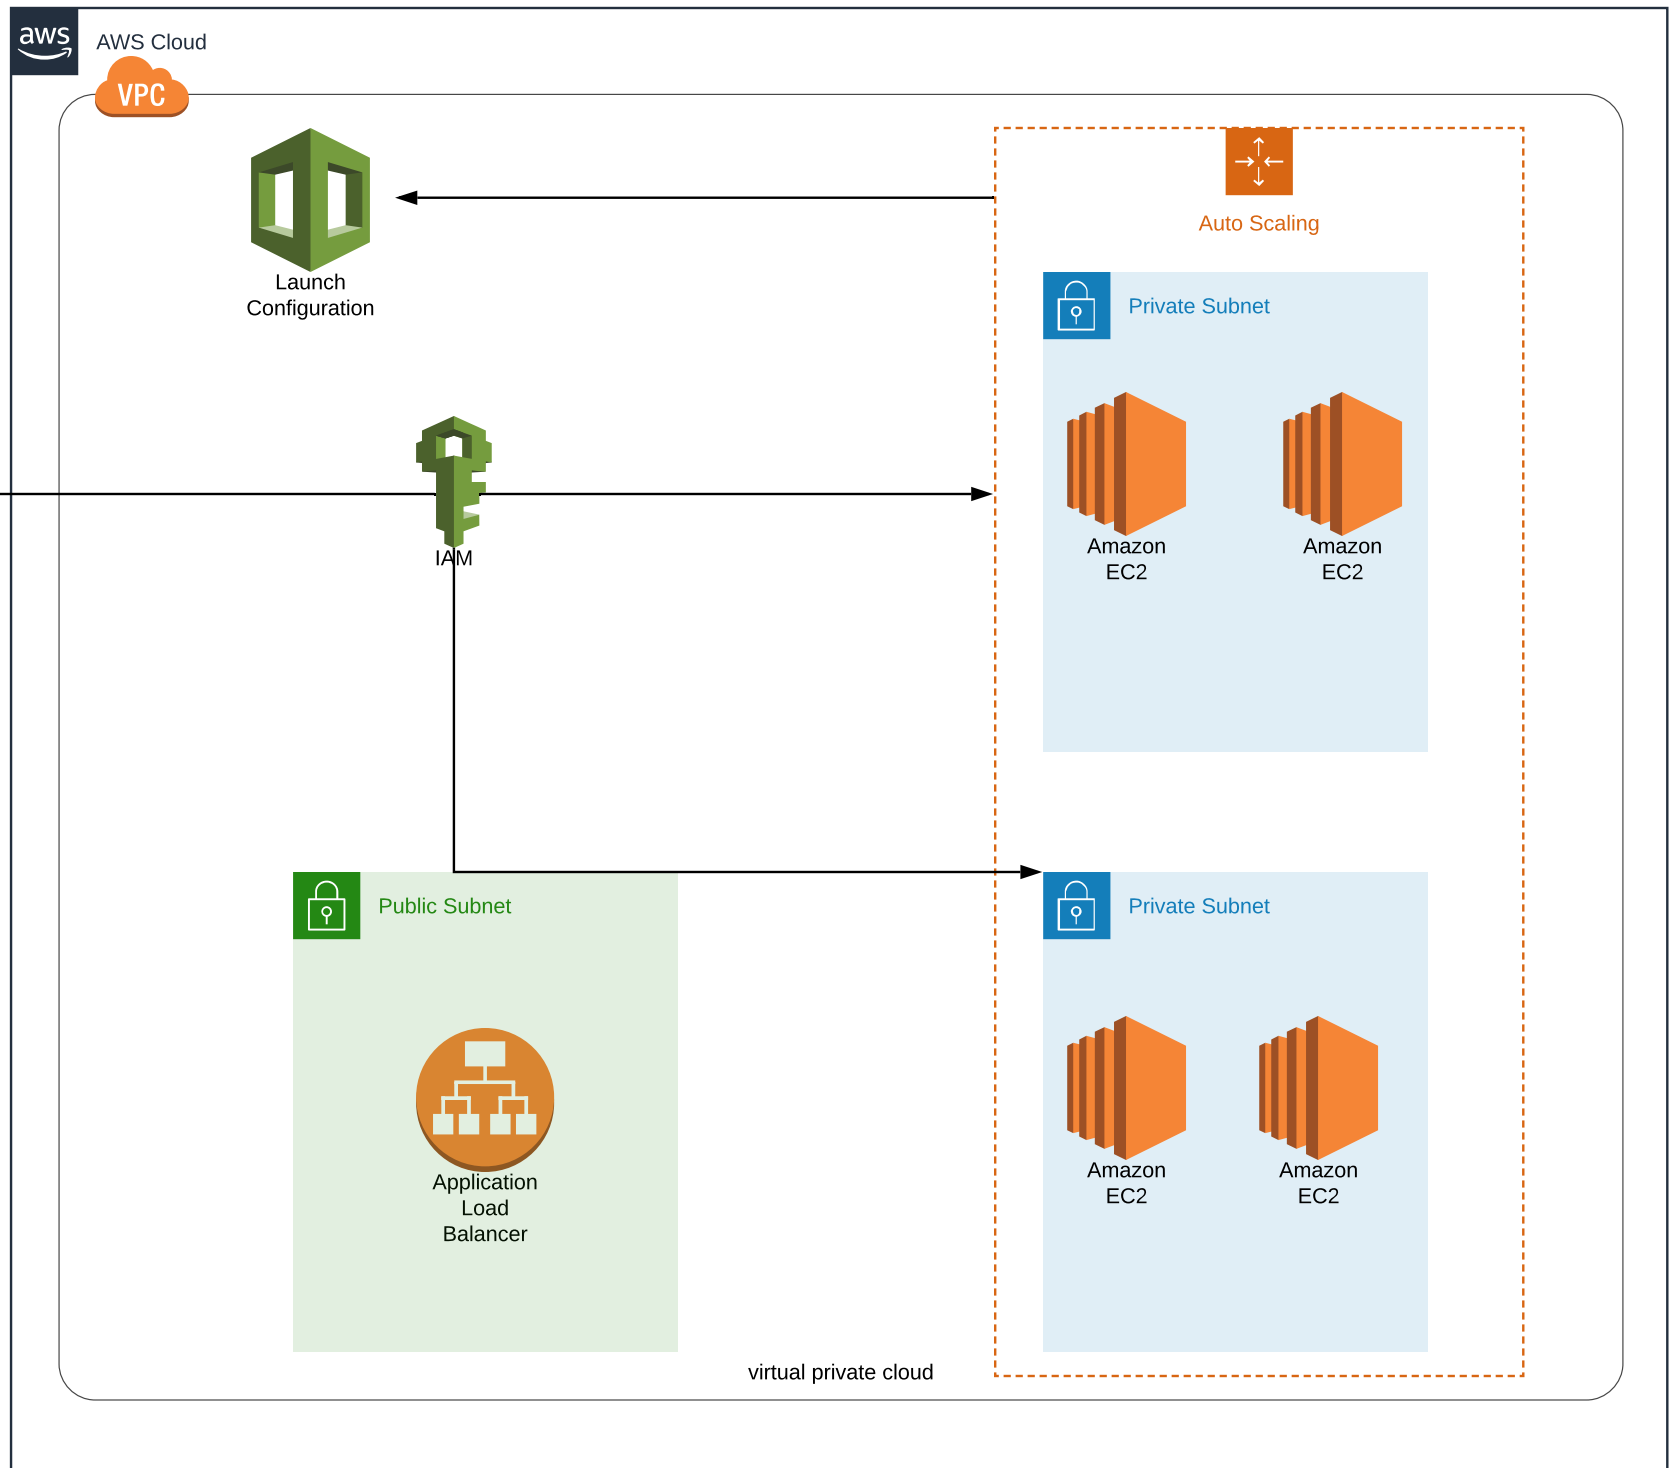 aws
AWS Cloud
VPC
Auto Scaling
Launch
Configuration
Private Subnet
Amazon
EC2
Amazon
EC2
IAM
Public Subnet
Private Subnet
Application
Load
Balancer
Amazon
EC2
Amazon
EC2
virtual private cloud